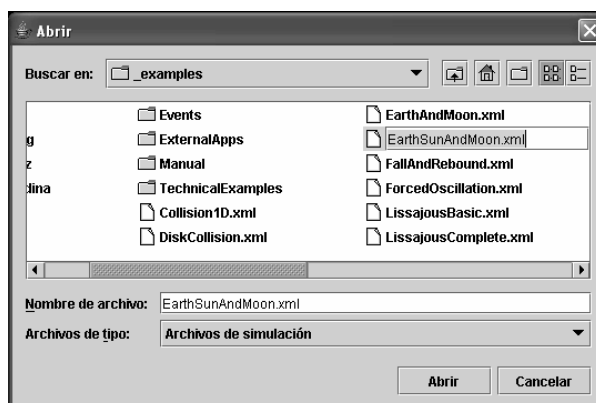 Abrir
Buscar en: _examples
Events
EarthAndMoon.xml
g
ExternalApps
EarthSunAndMoon.xml
z
Manual
FallAndRebound.xml
dina
TechnicalExamples
ForcedOscillation.xml
Collision1D.xml
LissajousBasic.xml
DiskCollision.xml
LissajousComplete.xml
Nombre de archivo: EarthSunAndMoon.xml
Archivos de tipo: Archivos de simulación
Abrir
Cancelar